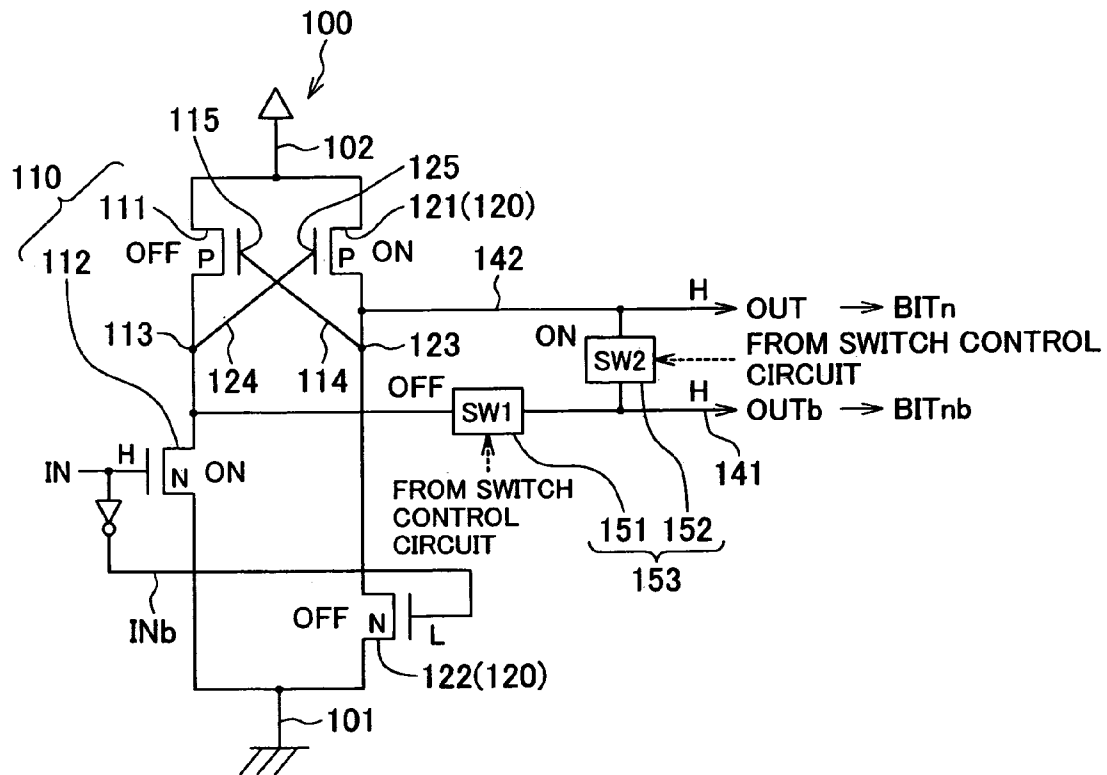 100
115
102
125
110
111
121(120)
OFF
P
P
ON
112
142
H
OUT
BITn
113
124
114
123
ON
SW2
FROM SWITCH CONTROL
CIRCUIT
OFF
SW1
H
OUTb
BITnb
141
IN
H
N
ON
FROM SWITCH
CONTROL
CIRCUIT
151
152
153
INb
OFF
N
L
122(120)
101